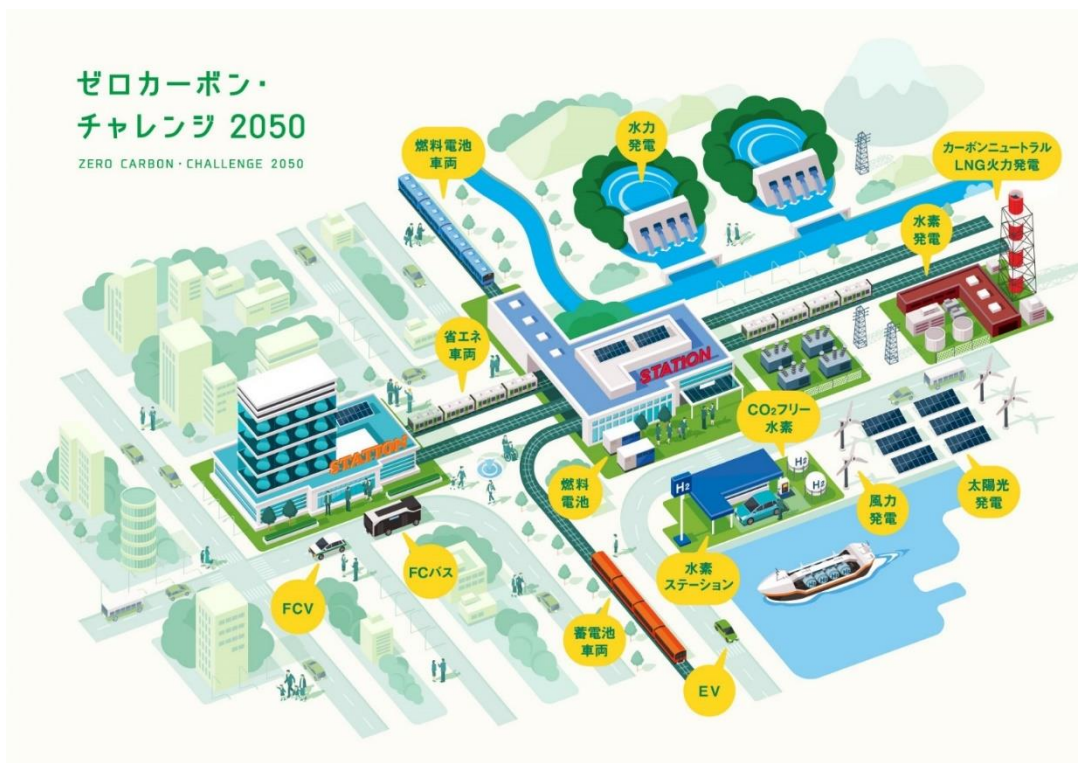 ゼロカーボン・
チャレンジ 2050
ZERO CARBON・CHALLENGE 2050
燃料電池
車両
水力
発電
カーボンニュートラル
LNG火力発電
水素
発電
省エネ
車両
STATION
CO₂フリー
水素
STATION
H2
H2
H2
燃料
電池
風力
発電
太陽光
発電
水素
ステーション
FCバス
FCV
蓄電池
車両
EV